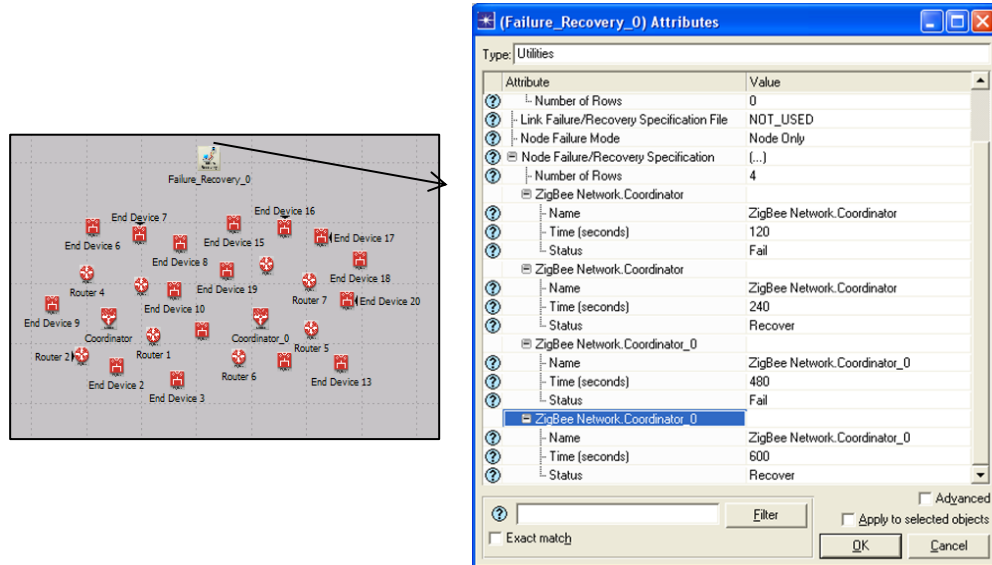 Failure_Recovery_0
End Device 7
End Device 16
End Device 6
End Device 15
End Device 17
End Device 8
End Device 18
Router 4
End Device 19
Router 7
End Device 20
End Device 9
End Device 10
Coordinator
Coordinator_0
Router 5
Router 2
Router 1
Router 6
End Device 2
End Device 13
End Device 3
(Failure_Recovery_0) Attributes
Type: Utilities
Attribute Value
Number of Rows 0
Link Failure/Recovery Specification File NOT_USED
Node Failure Mode Node Only
Node Failure/Recovery Specification (...)
Number of Rows 4
ZigBee Network.Coordinator
Name ZigBee Network.Coordinator
Time (seconds) 120
Status Fail
ZigBee Network.Coordinator
Name ZigBee Network.Coordinator
Time (seconds) 240
Status Recover
ZigBee Network.Coordinator_0
Name ZigBee Network.Coordinator_0
Time (seconds) 480
Status Fail
ZigBee Network.Coordinator_0
Name ZigBee Network.Coordinator_0
Time (seconds) 600
Status Recover
Advanced
Filter
Apply to selected objects
Exact match
OK Cancel